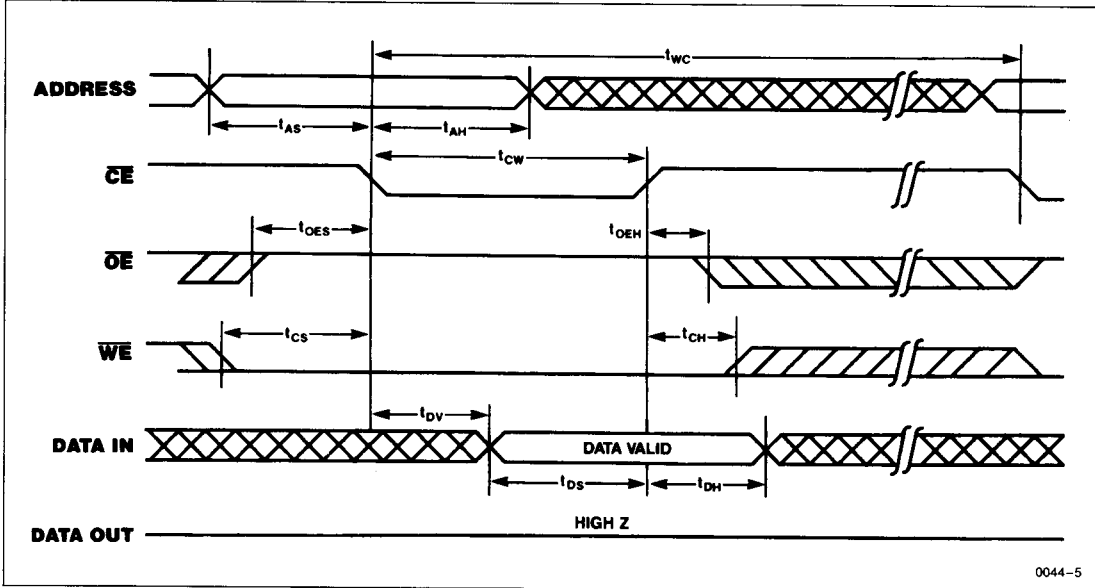 tWC
ADDRESS
tAS
tAH
tCW
CE
tOES
tOEH
OE
tCS
tCH
WE
tDV
DATA IN
DATA VALID
tDS
tDH
HIGH Z
DATA OUT
0044-5